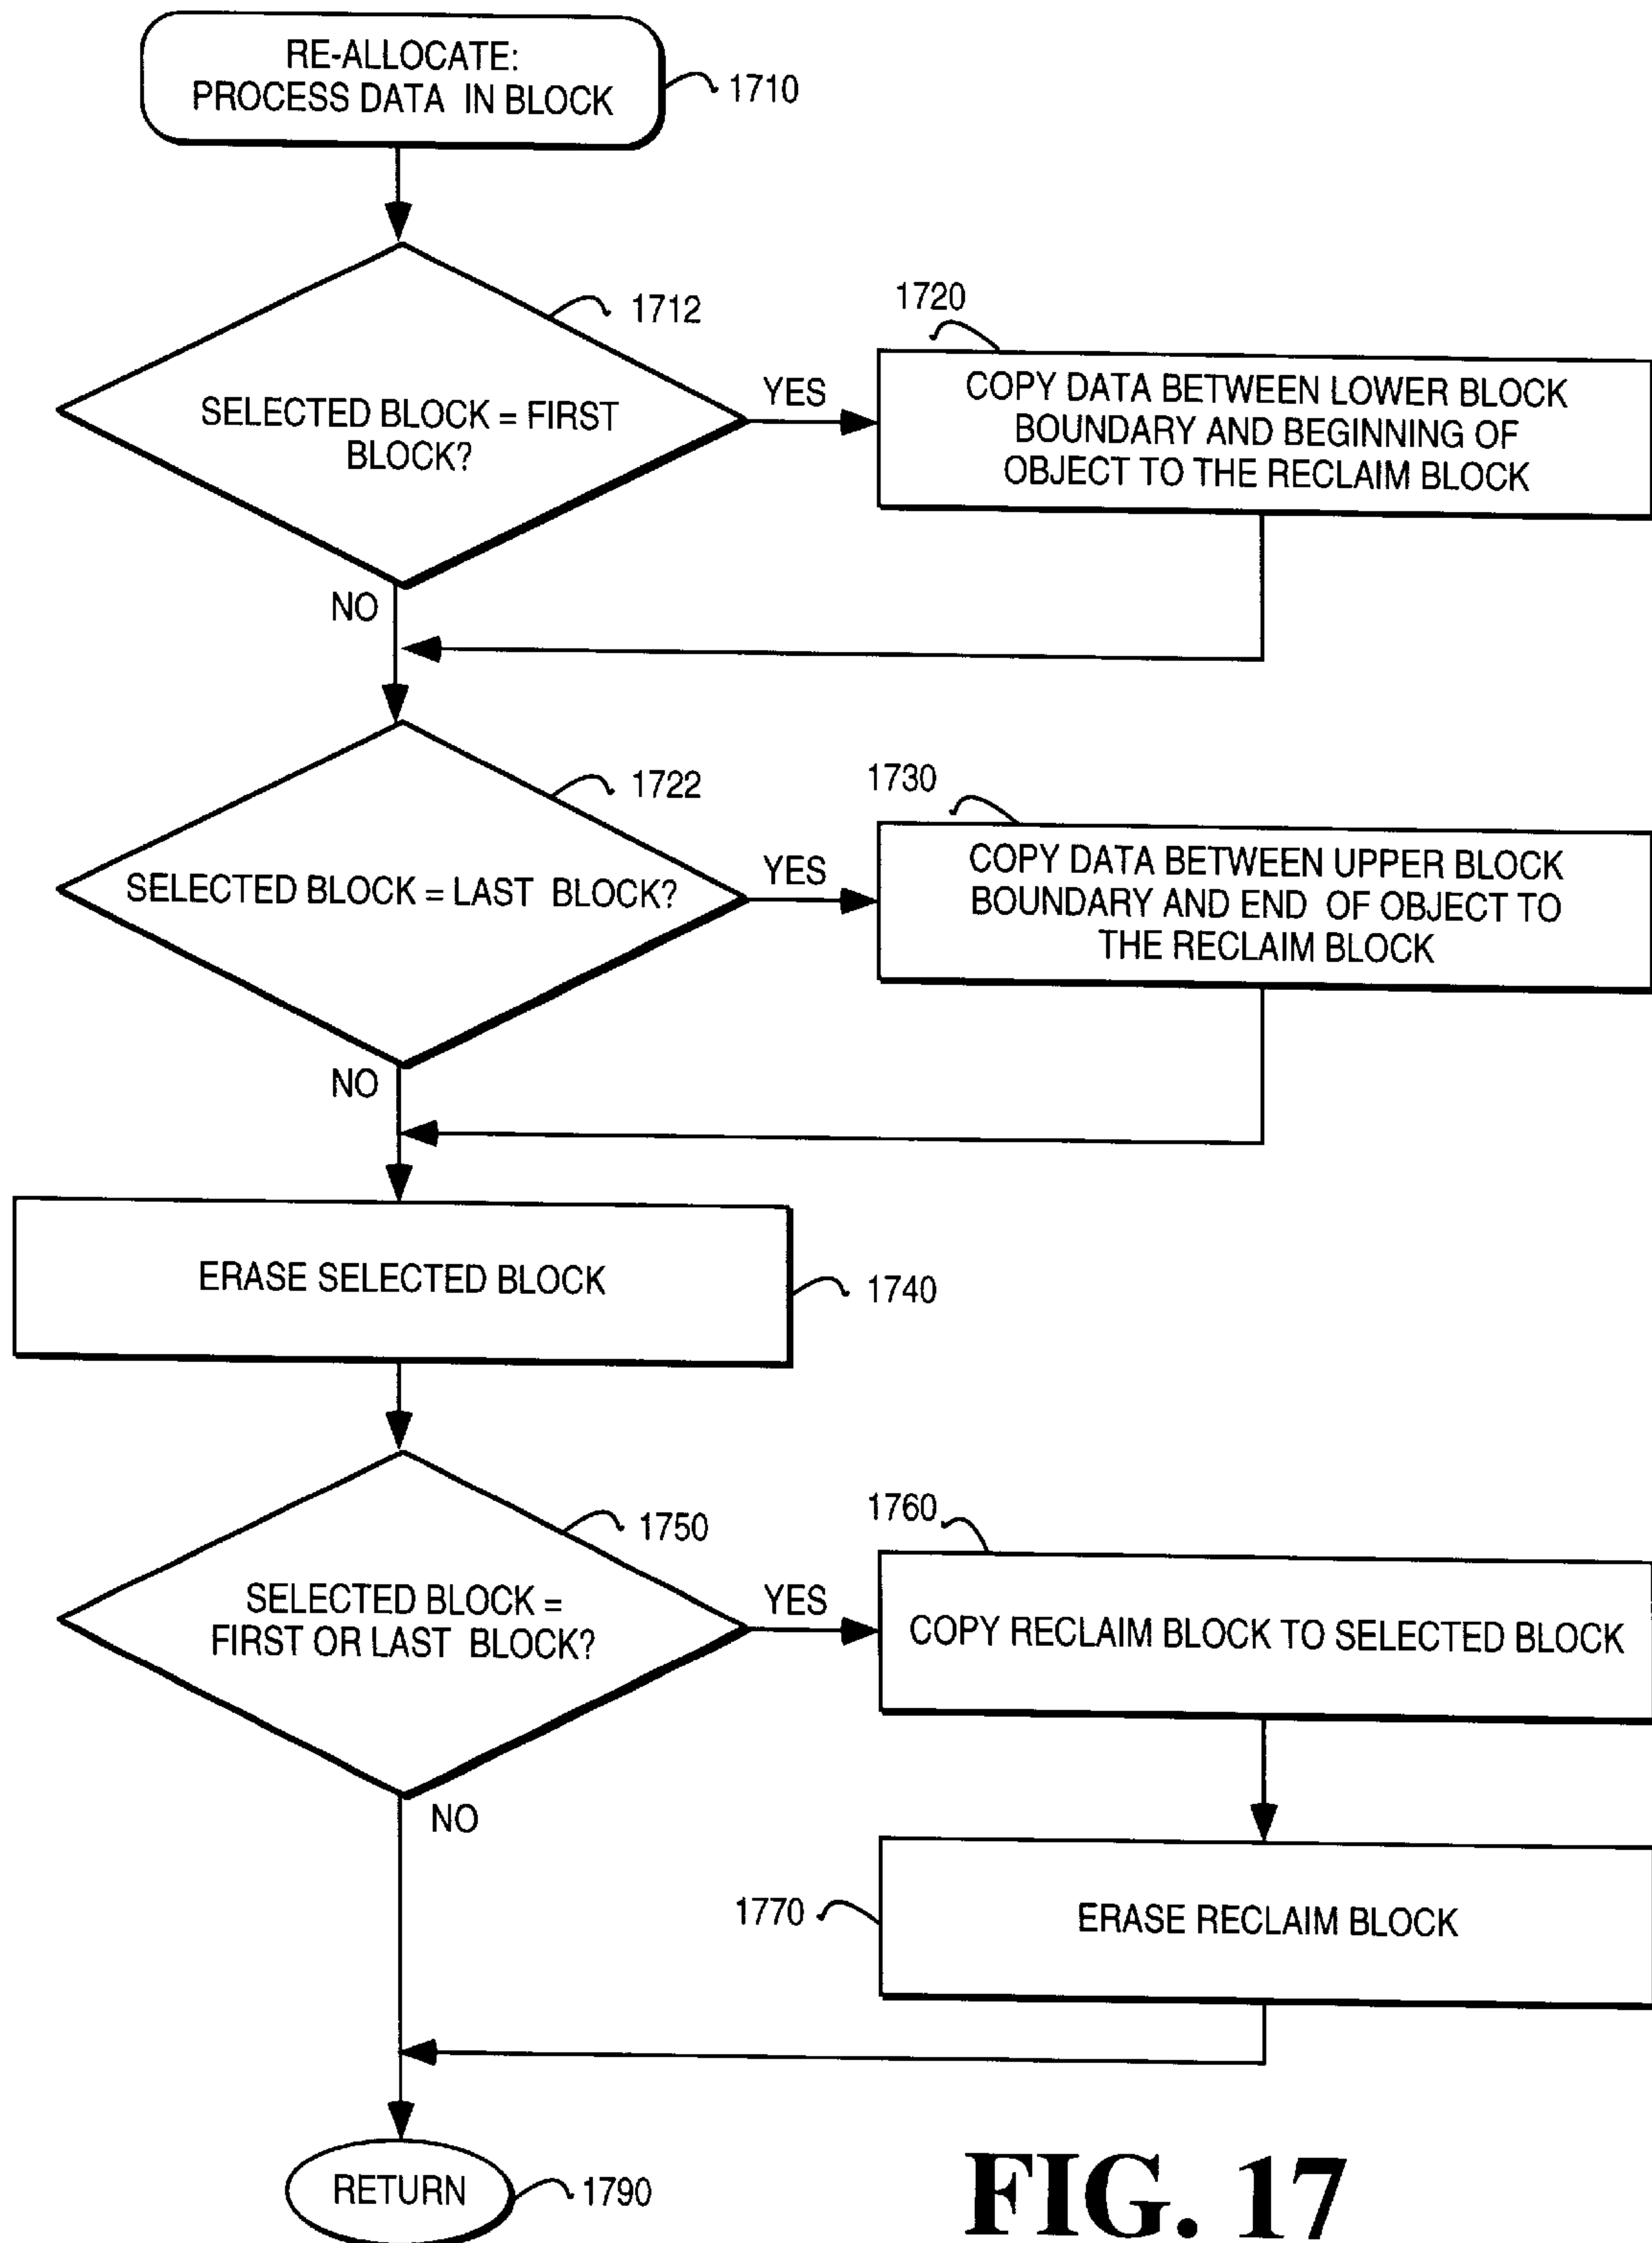 RE-ALLOCATE:
PROCESS DATA IN BLOCK
1710
1712
SELECTED BLOCK = FIRST
BLOCK?
YES
1720
COPY DATA BETWEEN LOWER BLOCK
BOUNDARY AND BEGINNING OF
OBJECT TO THE RECLAIM BLOCK
NO
1722
SELECTED BLOCK = LAST BLOCK?
YES
1730
COPY DATA BETWEEN UPPER BLOCK
BOUNDARY AND END OF OBJECT TO
THE RECLAIM BLOCK
NO
ERASE SELECTED BLOCK
1740
1750
SELECTED BLOCK =
FIRST OR LAST BLOCK?
YES
1760
COPY RECLAIM BLOCK TO SELECTED BLOCK
NO
1770
ERASE RECLAIM BLOCK
RETURN
1790
FIG. 17